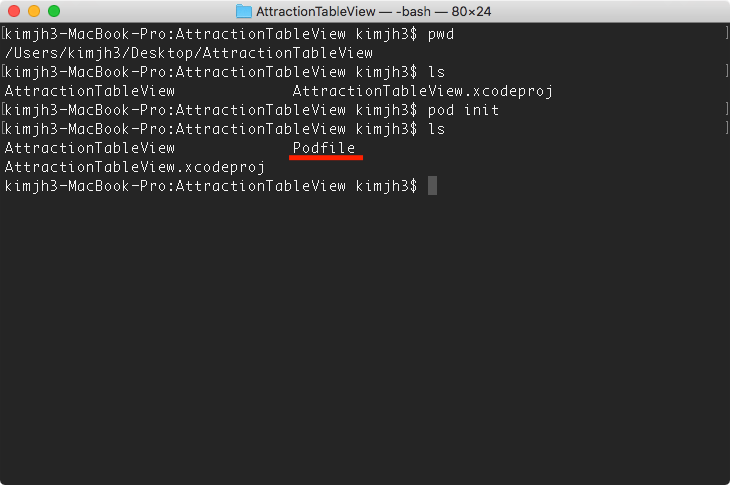 AttractionTableView — -bash — 80×24
[kimjh3-MacBook-Pro:AttractionTableView kimjh3$ pwd ]
/Users/kimjh3/Desktop/AttractionTableView
[kimjh3-MacBook-Pro:AttractionTableView kimjh3$ ls ]
AttractionTableView AttractionTableView.xcodeproj
[kimjh3-MacBook-Pro:AttractionTableView kimjh3$ pod init ]
[kimjh3-MacBook-Pro:AttractionTableView kimjh3$ ls ]
AttractionTableView Podfile
AttractionTableView.xcodeproj
kimjh3-MacBook-Pro:AttractionTableView kimjh3$